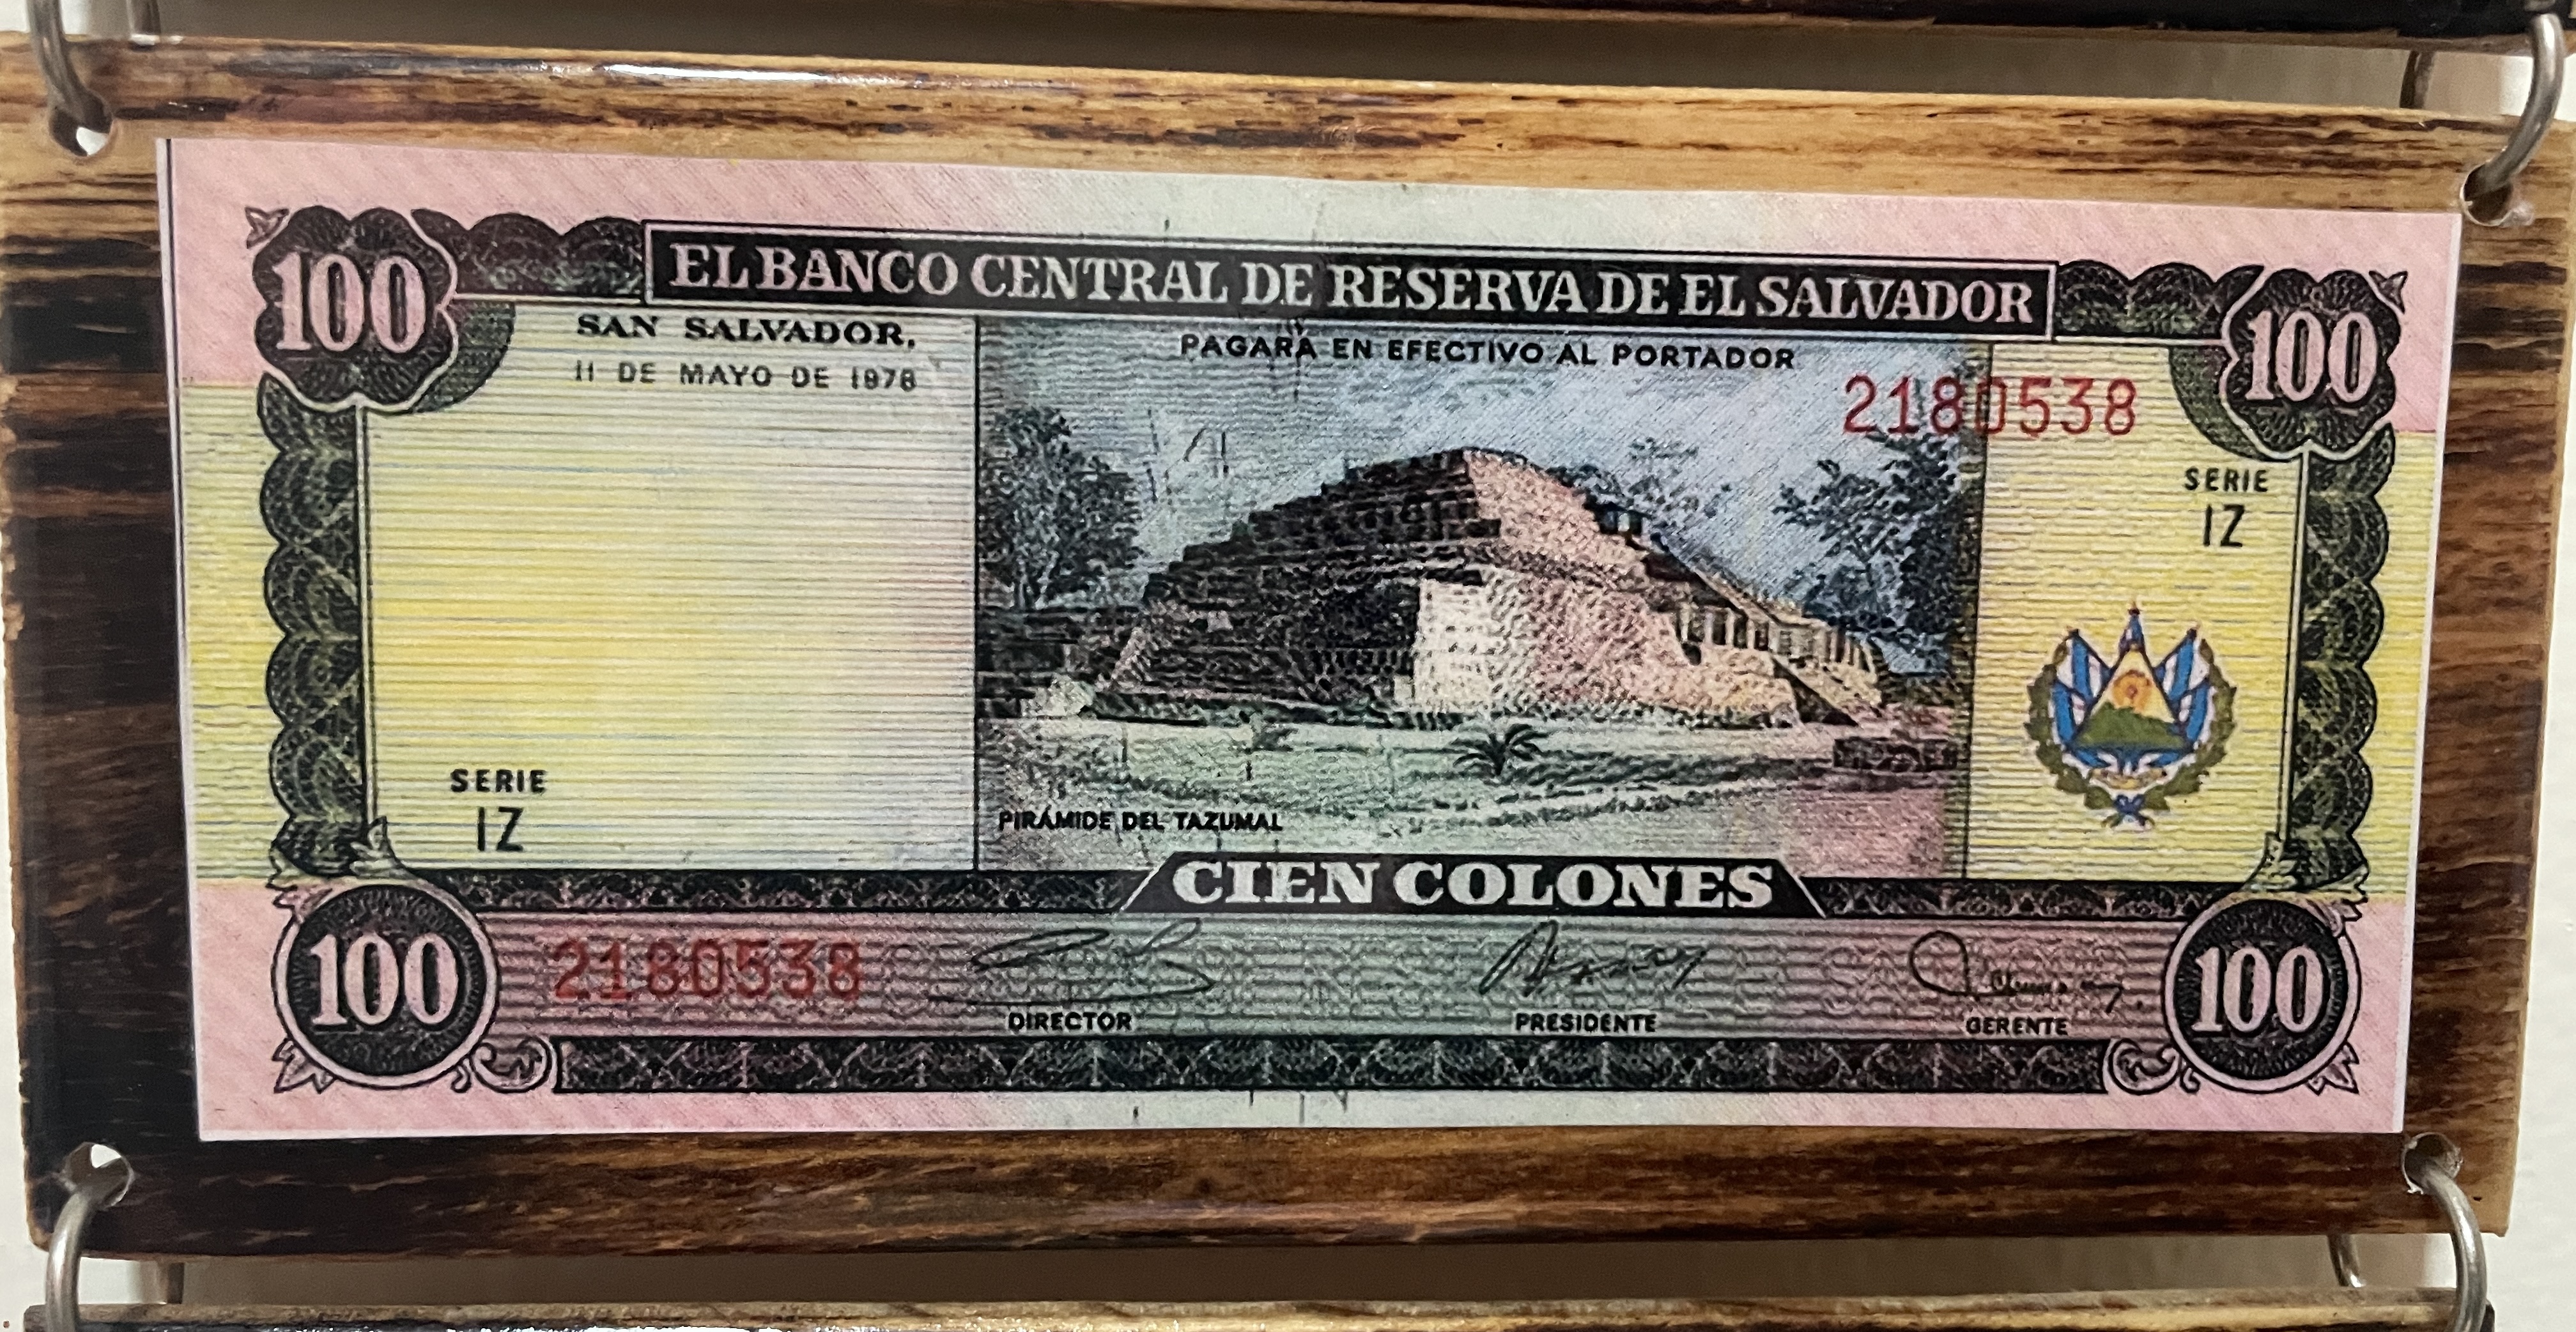 100
EL BANCO CENTRAL DE RESERVA DE EL SALVADOR
100
SAN SALVADOR,
11 DE MAYO DE 1978
PAGARÁ EN EFECTIVO AL PORTADOR
2180538
SERIE
IZ
SERIE
IZ
PIRÁMIDE DEL TAZUMAL
CIEN COLONES
100
2180538
DIRECTOR
PRESIDENTE
GERENTE
100